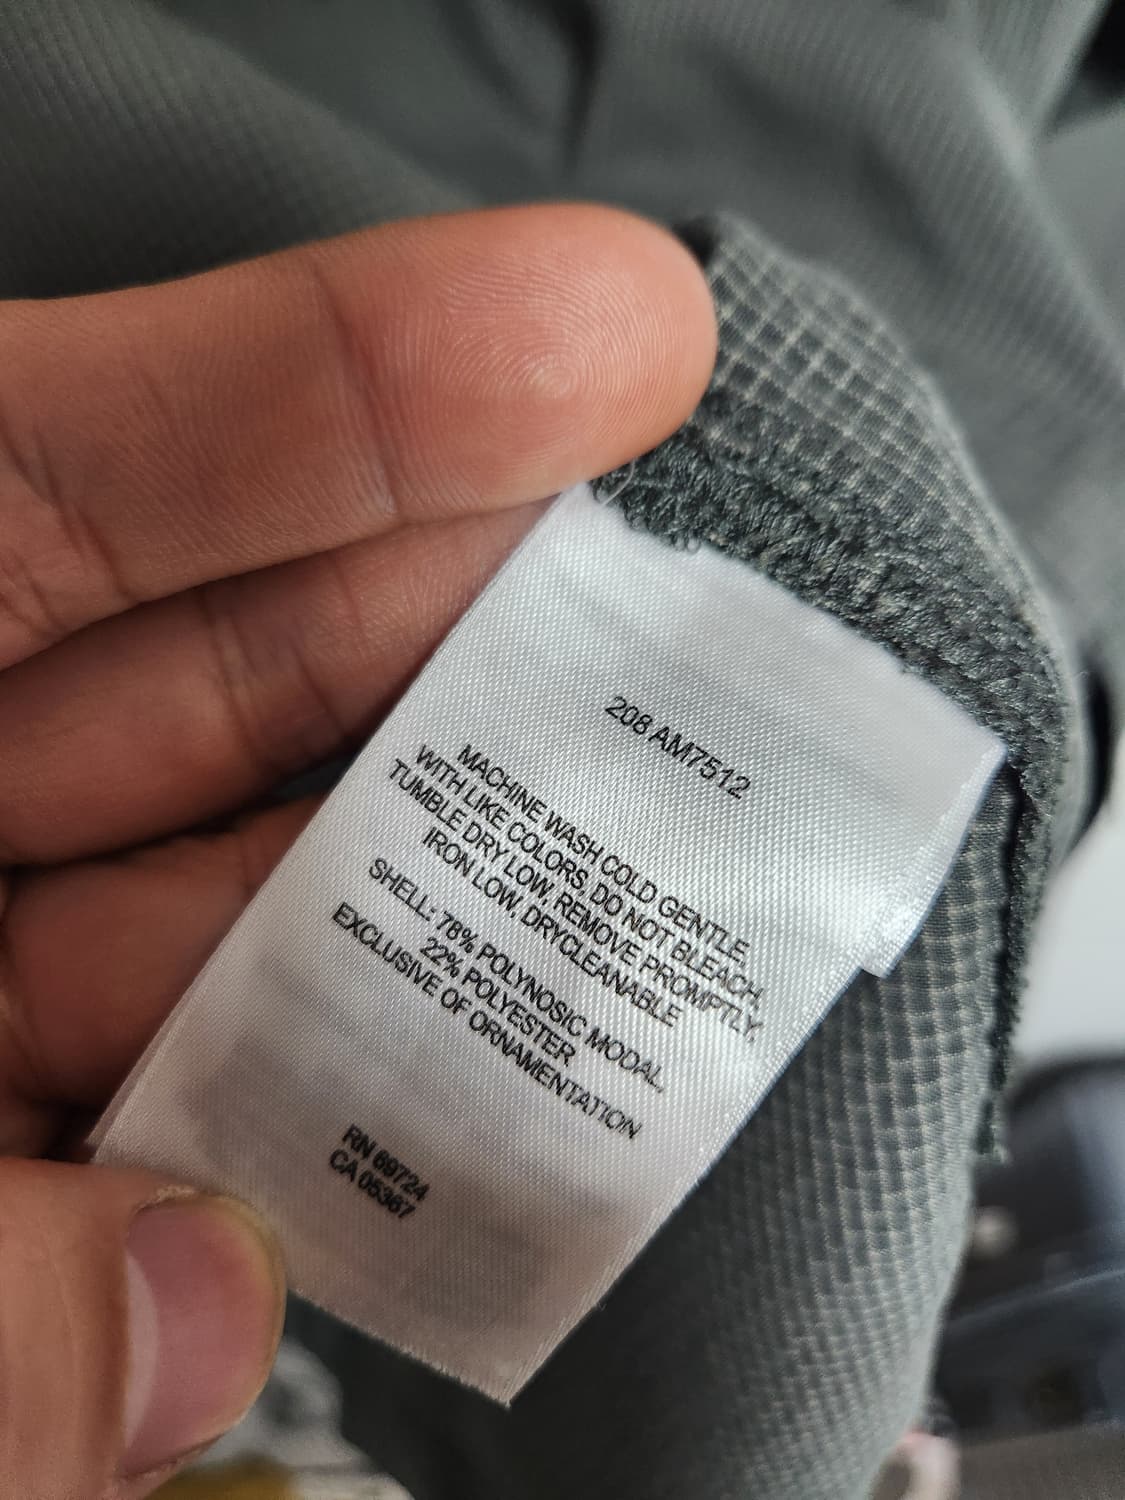 208 AM7512
MACHINE WASH COLD GENTLE,
WITH LIKE COLORS, DO NOT BLEACH,
TUMBLE DRY LOW, REMOVE PROMPTLY,
IRON LOW, DRYCLEANABLE
SHELL: 78% POLYNOSIC MODAL,
22% POLYESTER
EXCLUSIVE OF ORNAMENTATION
RN 69724
CA 05367